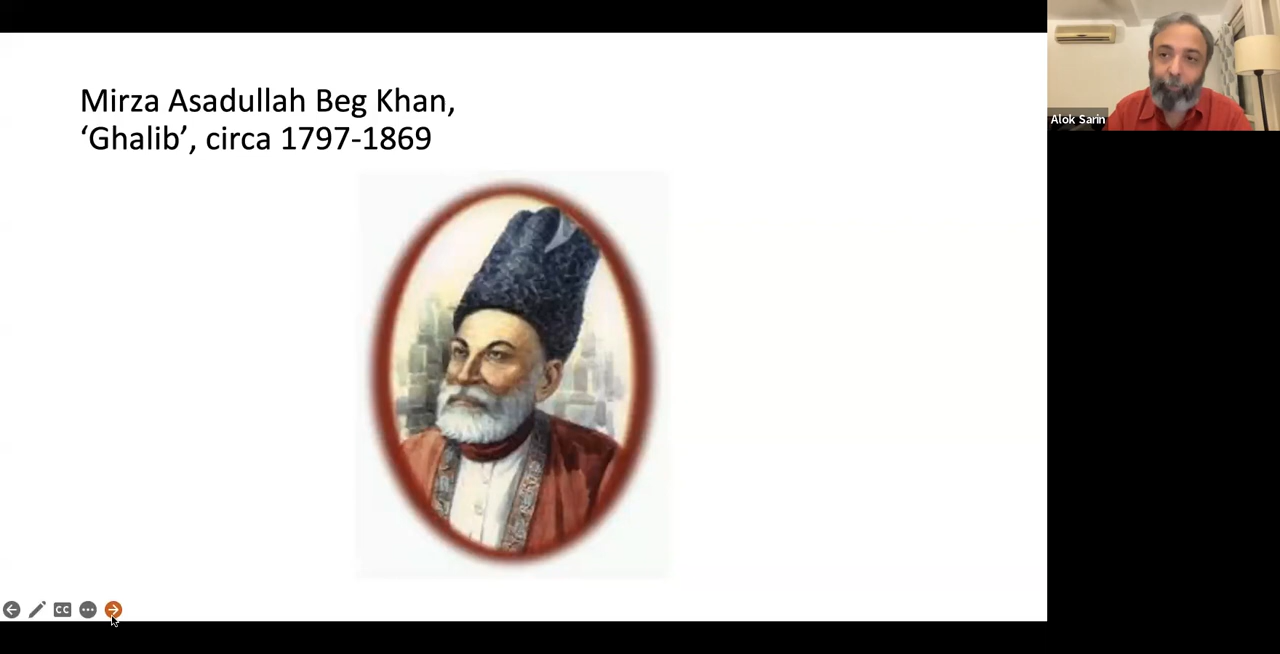 Mirza Asadullah Beg Khan,
‘Ghalib’, circa 1797-1869
Alok Sarin
CC